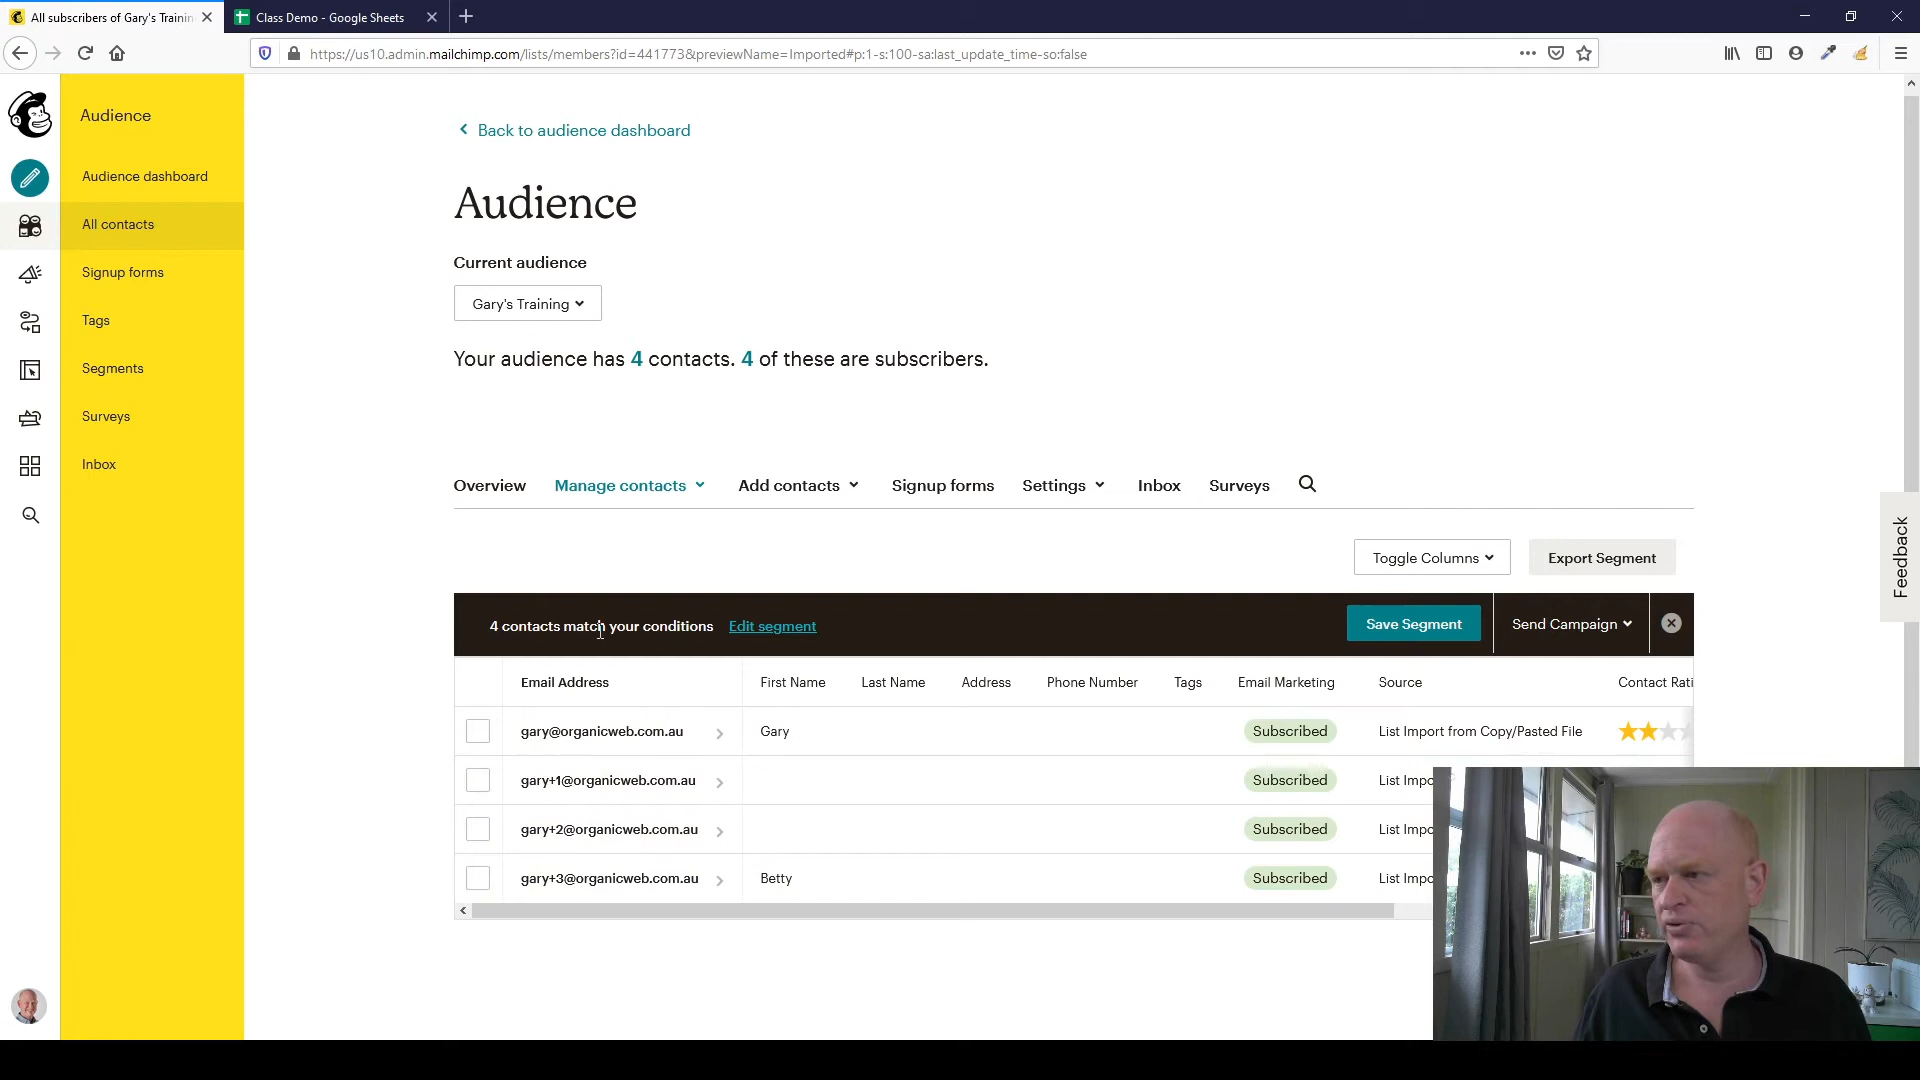 All subscribers of Gary's Trainin
Class Demo - Google Sheets
https://us10.admin.mailchimp.com/lists/members?id=441773&previewName=Imported#p:1-s:100-sa:last_update_time-so:false
Audience
Audience dashboard
All contacts
Signup forms
Tags
Segments
Surveys
Inbox
Back to audience dashboard
Audience
Current audience
Gary's Training
Your audience has 4 contacts. 4 of these are subscribers.
Overview Manage contacts Add contacts Signup forms Settings Inbox Surveys
Toggle Columns Export Segment
4 contacts match your conditions Edit segment Save Segment Send Campaign
Email Address First Name Last Name Address Phone Number Tags Email Marketing Source Contact Rati
gary@organicweb.com.au Gary Subscribed List Import from Copy/Pasted File
gary+1@organicweb.com.au Subscribed List Impo
gary+2@organicweb.com.au Subscribed List Impo
gary+3@organicweb.com.au Betty Subscribed List Impo
Feedback